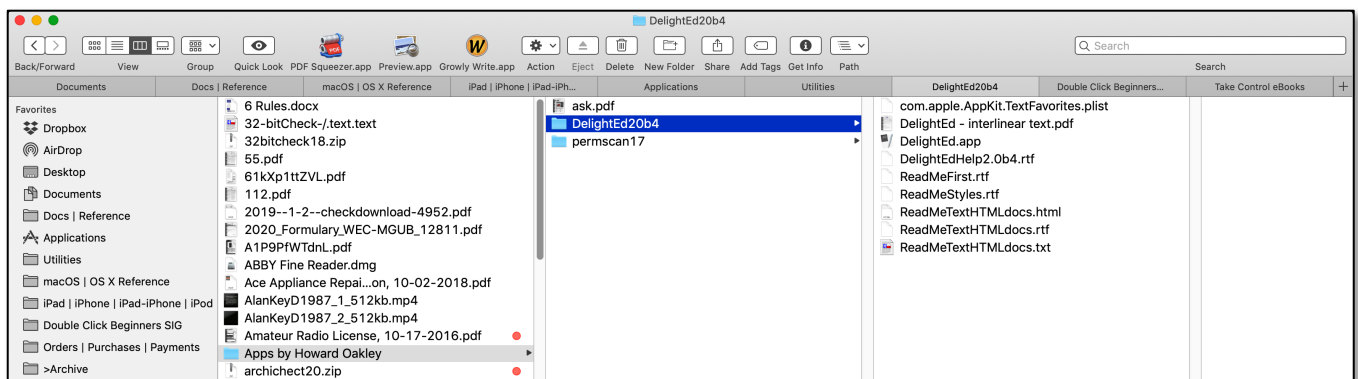 DelightEd20b4
PDF
W
Search
Back/Forward View Group Quick Look PDF Squeezer.app Preview.app Growly Write.app Action Eject Delete New Folder Share Add Tags Get Info Path Search
Documents Docs | Reference macOS | OS X Reference iPad | iPhone | iPad-iPh... Applications Utilities DelightEd20b4 Double Click Beginners... Take Control eBooks +
Favorites
Dropbox
AirDrop
Desktop
Documents
Docs | Reference
Applications
Utilities
macOS | OS X Reference
iPad | iPhone | iPad-iPhone | iPod
Double Click Beginners SIG
Orders | Purchases | Payments
>Archive
6 Rules.docx
32-bitCheck-/.text.text
32bitcheck18.zip
55.pdf
61kXp1ttZVL.pdf
112.pdf
2019--1-2--checkdownload-4952.pdf
2020_Formulary_WEC-MGUB_12811.pdf
A1P9PfWTdnL.pdf
ABBY Fine Reader.dmg
Ace Appliance Repai...on, 10-02-2018.pdf
AlanKeyD1987_1_512kb.mp4
AlanKeyD1987_2_512kb.mp4
Amateur Radio License, 10-17-2016.pdf
Apps by Howard Oakley
archichect20.zip
ask.pdf
DelightEd20b4
permscan17
com.apple.AppKit.TextFavorites.plist
DelightEd - interlinear text.pdf
DelightEd.app
DelightEdHelp2.0b4.rtf
ReadMeFirst.rtf
ReadMeStyles.rtf
ReadMeTextHTMLdocs.html
ReadMeTextHTMLdocs.rtf
ReadMeTextHTMLdocs.txt